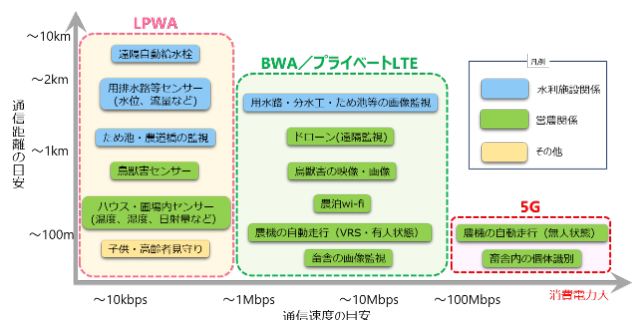 LPWA
BWA／プライベートLTE
5G
通信距離の目安
～10km
～2km
～1km
～100m
遠隔自動給水栓
用排水路等センサー
(水位、流量など)
ため池・農道橋の監視
鳥獣害センサー
ハウス・圃場内センサー
(温度、湿度、日射量など)
子供・高齢者見守り
用水路・分水工・ため池等の画像監視
ドローン(遠隔監視)
鳥獣害の映像・画像
農泊wi-fi
農機の自動走行（VRS・有人状態）
畜舎の画像監視
農機の自動走行（無人状態）
畜舎内の個体識別
凡例
水利施設関係
営農関係
その他
～10kbps
～1Mbps
～10Mbps
～100Mbps
消費電力大
通信速度の目安